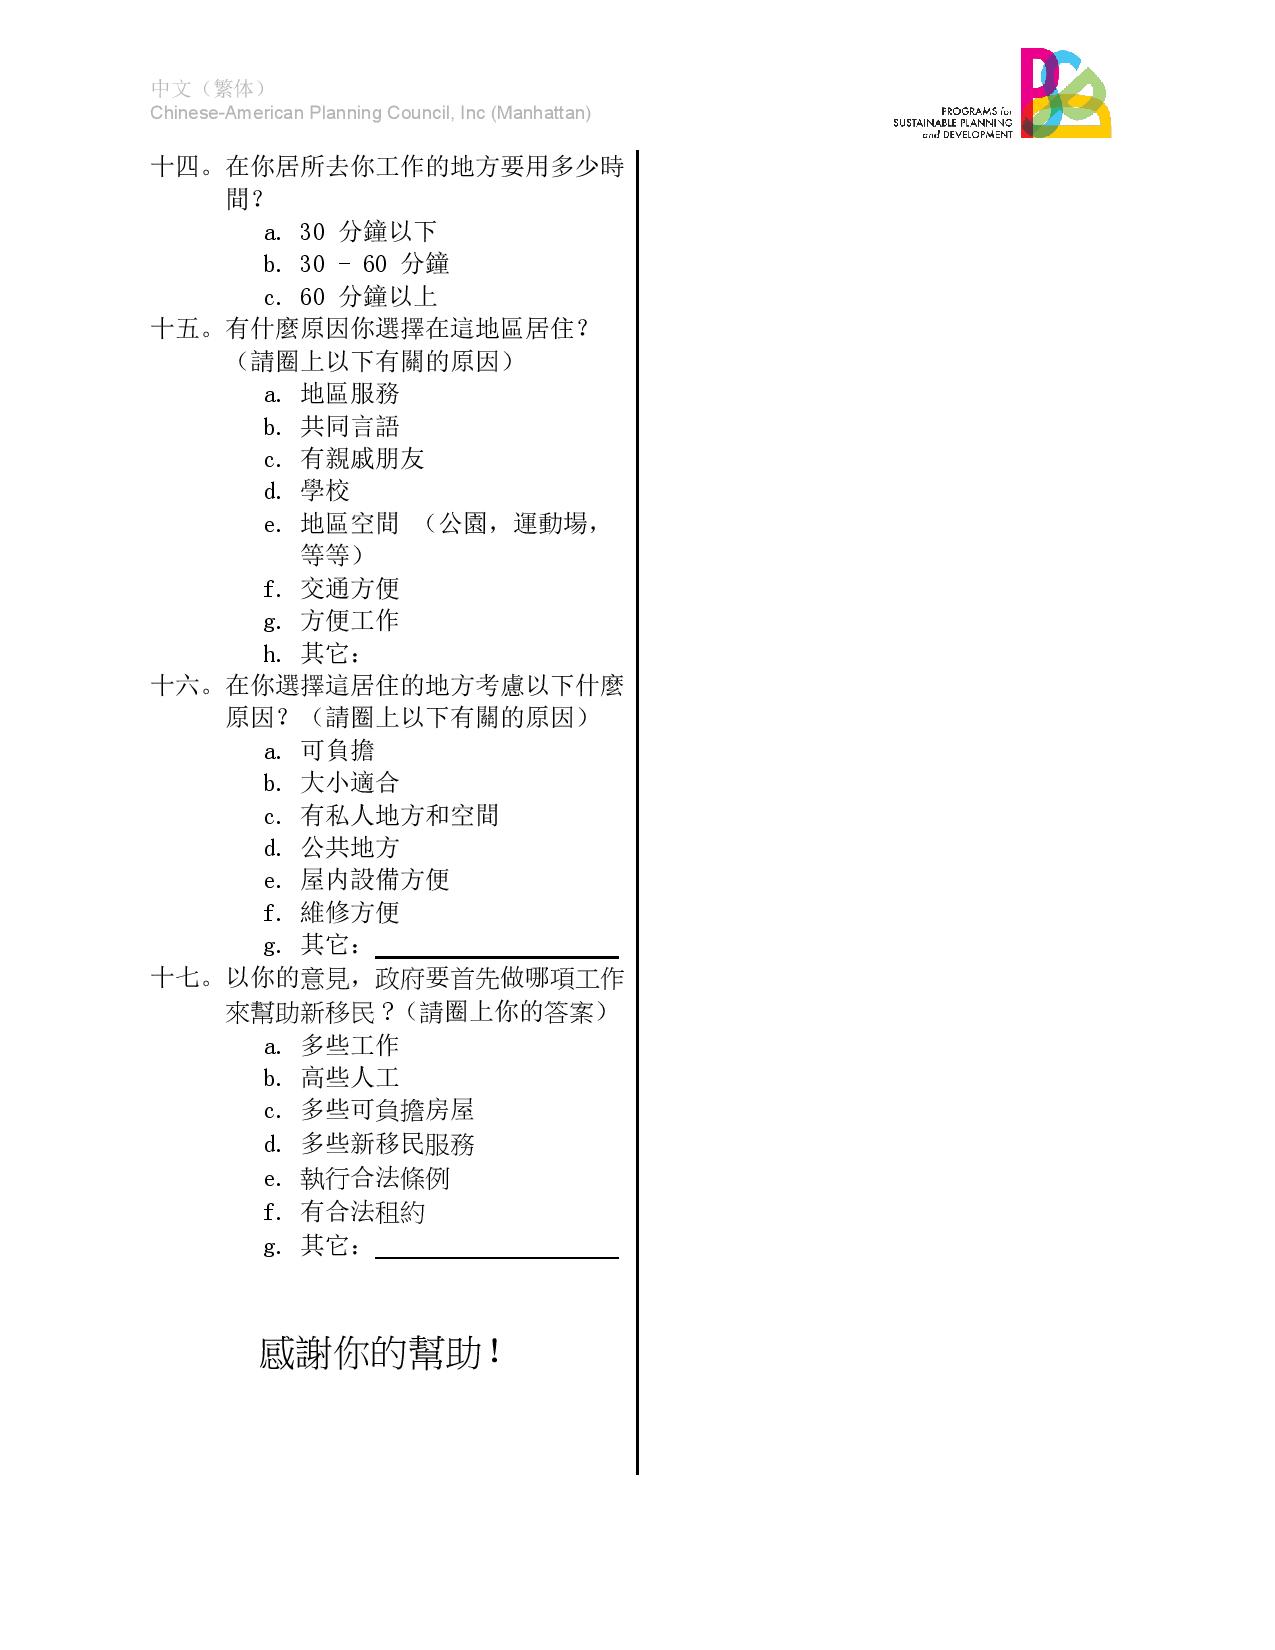 中文（繁体）
Chinese-American Planning Council, Inc (Manhattan)
PROGRAMS for
SUSTAINABLE PLANNING
and DEVELOPMENT
十四。在你居所去你工作的地方要用多少時
間?
a. 30 分鐘以下
b. 30 – 60 分鐘
c. 60 分鐘以上
十五。有什麼原因你選擇在這地區居住?
（請圈上以下有關的原因）
a. 地區服務
b. 共同言語
c. 有親戚朋友
d. 學校
e. 地區空間 （公園，運動場，
等等）
f. 交通方便
g. 方便工作
h. 其它：
十六。在你選擇這居住的地方考慮以下什麼
原因? （請圈上以下有關的原因）
a. 可負擔
b. 大小適合
c. 有私人地方和空間
d. 公共地方
e. 屋内設備方便
f. 維修方便
g. 其它：
十七。以你的意見，政府要首先做哪項工作
來幫助新移民？（請圈上你的答案）
a. 多些工作
b. 高些人工
c. 多些可負擔房屋
d. 多些新移民服務
e. 執行合法條例
f. 有合法租約
g. 其它：
感謝你的幫助！